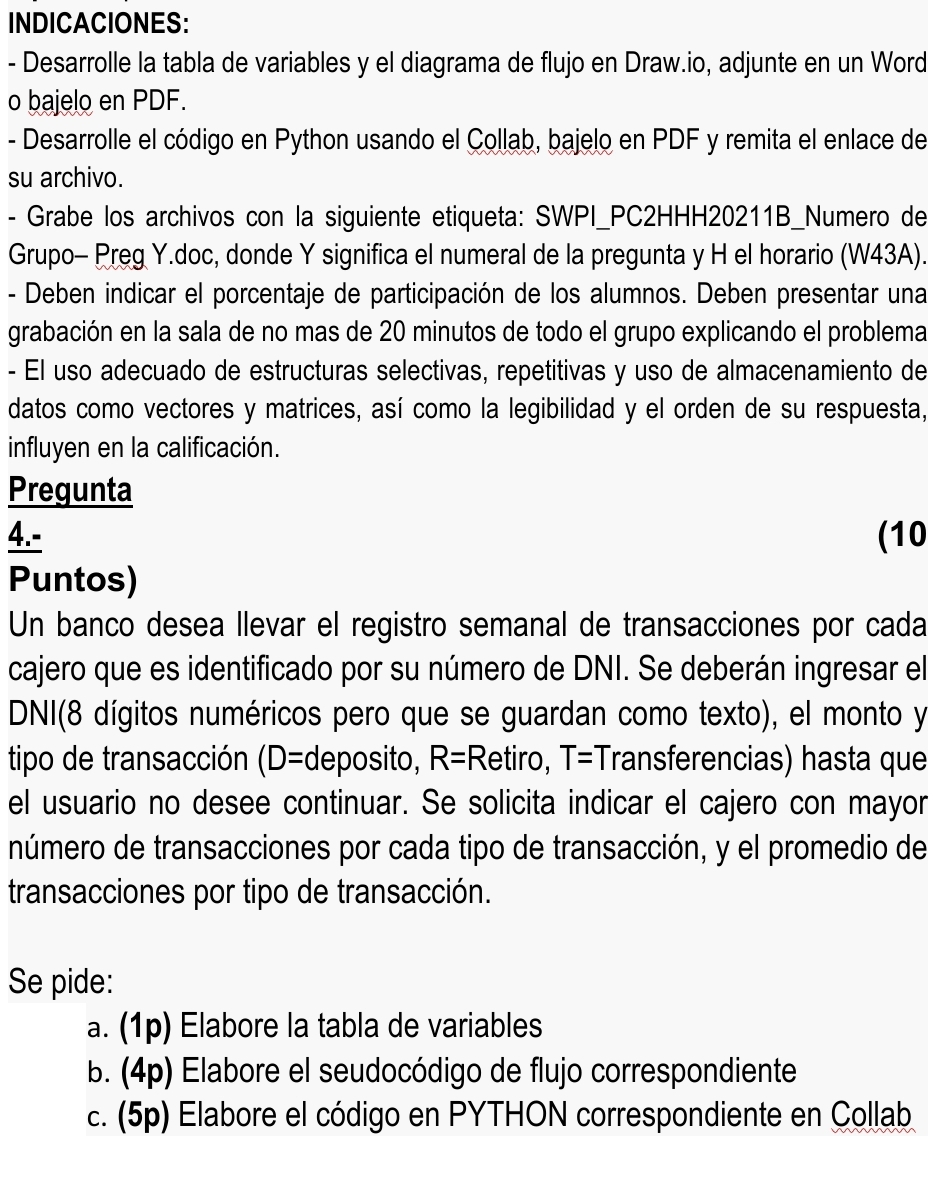 INDICACIONES:
- Desarrolle la tabla de variables y el diagrama de flujo en Draw.io, adjunte en un Word
o bajelo en PDF.
- Desarrolle el código en Python usando el Collab, bajelo en PDF y remita el enlace de
su archivo.
- Grabe los archivos con la siguiente etiqueta: SWPI_PC2HHH20211B_Numero de
Grupo– Preg Y.doc, donde Y significa el numeral de la pregunta y H el horario (W43A).
- Deben indicar el porcentaje de participación de los alumnos. Deben presentar una
grabación en la sala de no mas de 20 minutos de todo el grupo explicando el problema
- El uso adecuado de estructuras selectivas, repetitivas y uso de almacenamiento de
datos como vectores y matrices, así como la legibilidad y el orden de su respuesta,
influyen en la calificación.
Pregunta
4.- (10
Puntos)
Un banco desea llevar el registro semanal de transacciones por cada
cajero que es identificado por su número de DNI. Se deberán ingresar el
DNI(8 dígitos numéricos pero que se guardan como texto), el monto y
tipo de transacción (D=deposito, R=Retiro, T=Transferencias) hasta que
el usuario no desee continuar. Se solicita indicar el cajero con mayor
número de transacciones por cada tipo de transacción, y el promedio de
transacciones por tipo de transacción.
Se pide:
a. (1p) Elabore la tabla de variables
b. (4p) Elabore el seudocódigo de flujo correspondiente
c. (5p) Elabore el código en PYTHON correspondiente en Collab